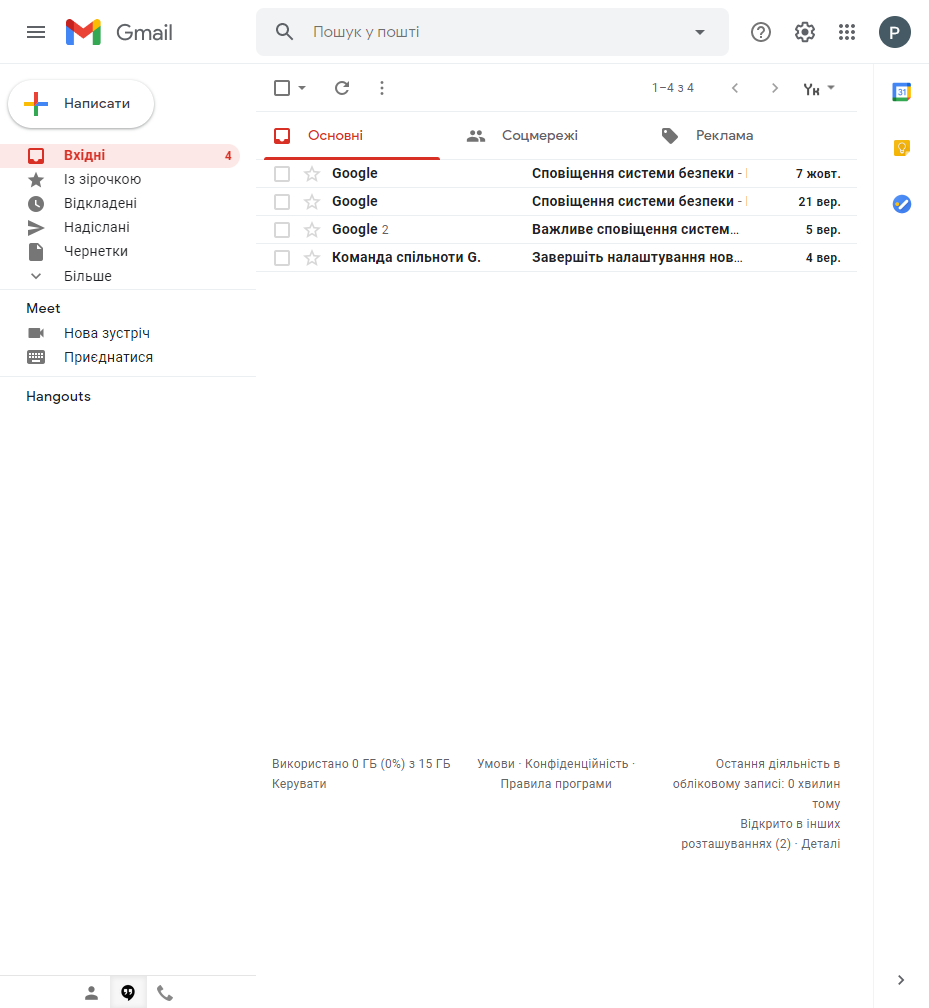 Gmail
Пошук у пошті
P
Написати
1–4 з 4
31
Вхідні 4
Із зірочкою
Відкладені
Надіслані
Чернетки
Більше
Meet
Нова зустріч
Приєднатися
Hangouts
Основні
Соцмережі
Реклама
Google Сповіщення системи безпеки - 7 жовт.
Google Сповіщення системи безпеки - 21 вер.
Google 2 Важливе сповіщення систем… 5 вер.
Команда спільноти G. Завершіть налаштування нов… 4 вер.
Використано 0 ГБ (0%) з 15 ГБ
Керувати
Умови · Конфіденційність ·
Правила програми
Остання діяльність в
обліковому записі: 0 хвилин
тому
Відкрито в інших
розташуваннях (2) · Деталі